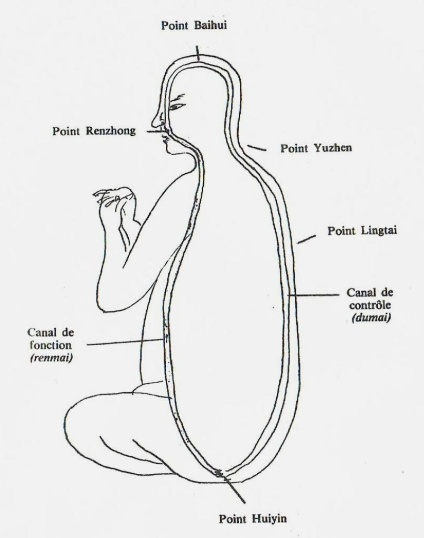 Point Baihui
Point Renzhong
Point Yuzhen
Point Lingtai
Canal de
contrôle
(dumai)
Canal de
fonction
(renmai)
Point Huiyin